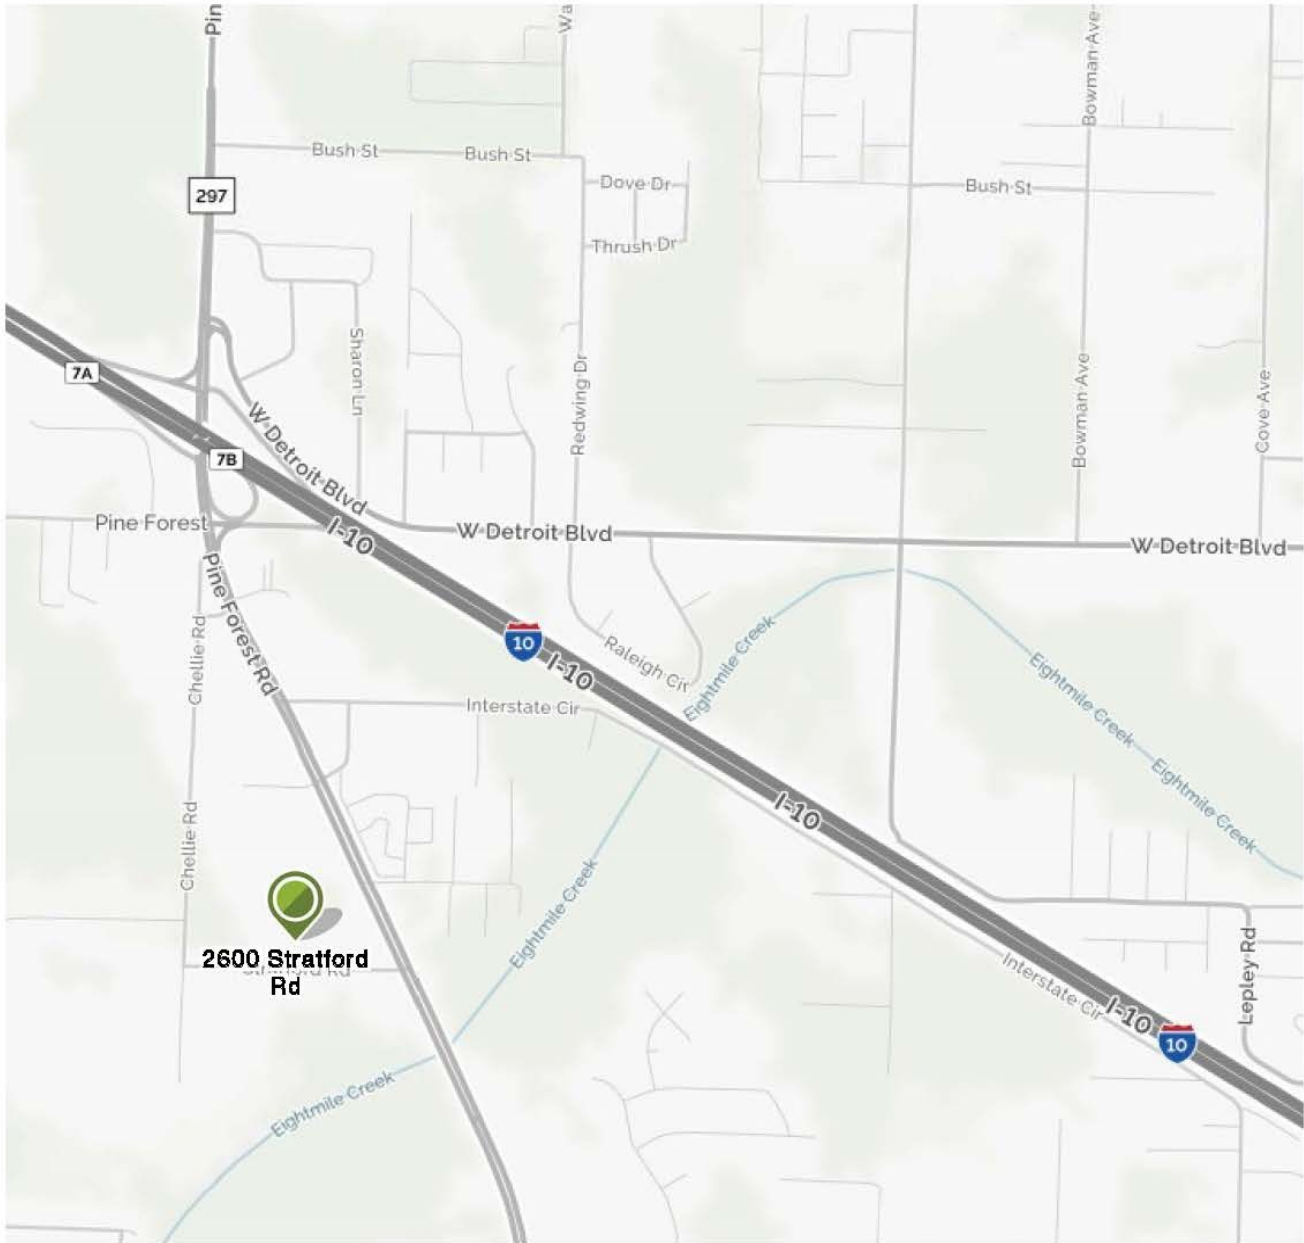 Pin
Wa
Bowman Ave
Bush St
Bush St
Dove Dr
Bush St
297
Thrush Dr
Sharon Ln
Redwing Dr
Bowman Ave
Cove Ave
7A
W Detroit Blvd
7B
Pine Forest
I-10
W Detroit Blvd
W Detroit Blvd
Pine Forest Rd
Chellie Rd
10
I-10
Raleigh Cir
Eightmile Creek
Eightmile Creek
Interstate Cir
Eightmile Creek
I-10
Chellie Rd
Eightmile Creek
2600 Stratford
Rd
Stratford Rd
Interstate Cir
I-10
10
Lepley Rd
Eightmile Creek